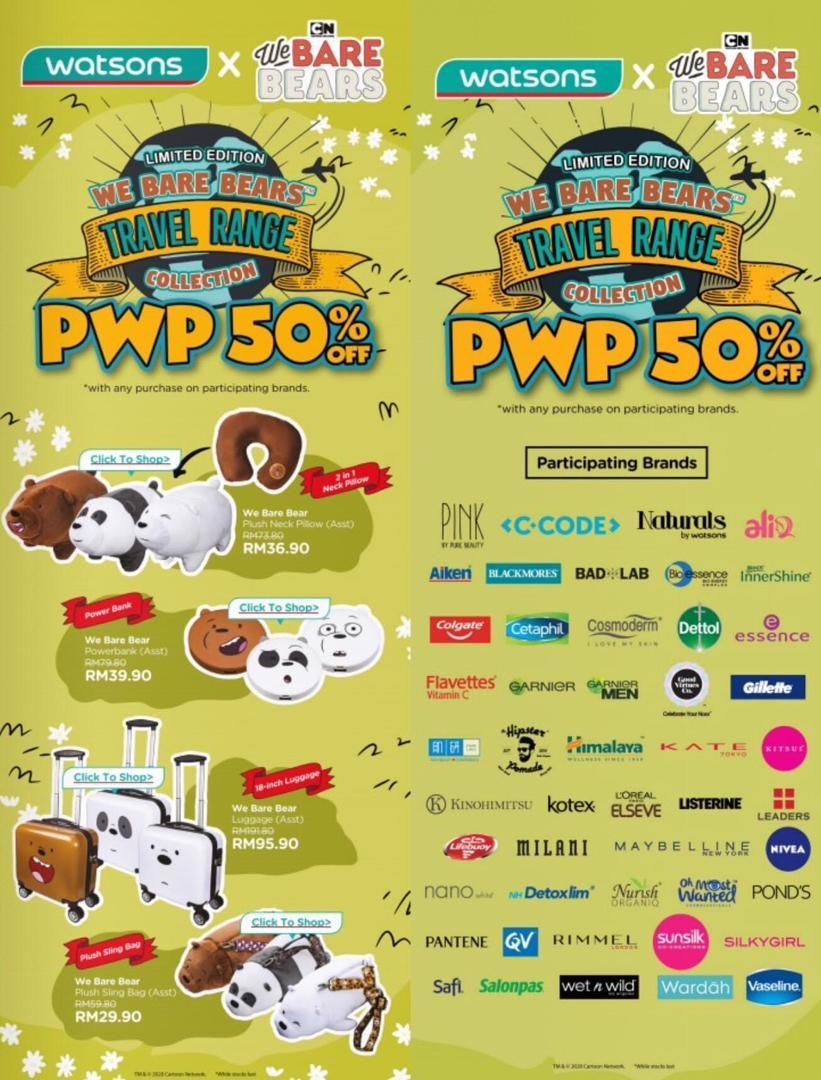 watsons X CN We BARE BEARS
LIMITED EDITION
WE BARE BEARS™
TRAVEL RANGE
COLLECTION
PWP 50% OFF
*with any purchase on participating brands.
Click To Shop>
2 in 1
Neck Pillow
We Bare Bear
Plush Neck Pillow (Asst)
RM73.80
RM36.90
Power Bank
Click To Shop>
We Bare Bear
Powerbank (Asst)
RM79.80
RM39.90
Click To Shop>
18-inch Luggage
We Bare Bear
Luggage (Asst)
RM191.80
RM95.90
Click To Shop>
Plush Sling Bag
We Bare Bear
Plush Sling Bag (Asst)
RM59.80
RM29.90
TM & © 2020 Cartoon Network. *While stocks last
watsons X CN We BARE BEARS
LIMITED EDITION
WE BARE BEARS™
TRAVEL RANGE
COLLECTION
PWP 50% OFF
*with any purchase on participating brands.
Participating Brands
PINK BY PURE BEAUTY <C·CODE> Naturals by watsons aliq
Aiken BLACKMORES BAD LAB Bio essence InnerShine
Colgate Cetaphil Cosmoderm I LOVE MY SKIN Dettol essence
Flavettes Vitamin C GARNIER GARNIER MEN Good Virtues Co. Gillette
Hipster Pomade Himalaya WELLNESS SINCE 1930 KATE TOKYO KITSUI
KINOHIMITSU kotex L'ORÉAL PARIS ELSEVE LISTERINE LEADERS
Lifebuoy MILANI MAYBELLINE NEW YORK NIVEA
nano white NH Detoxlim Nurish ORGANIQ Oh Most Wanted POND'S
PANTENE QV RIMMEL LONDON sunsilk CO-CREATIONS SILKYGIRL
Safi Salonpas wet n wild Wardah Vaseline
TM & © 2020 Cartoon Network. *While stocks last